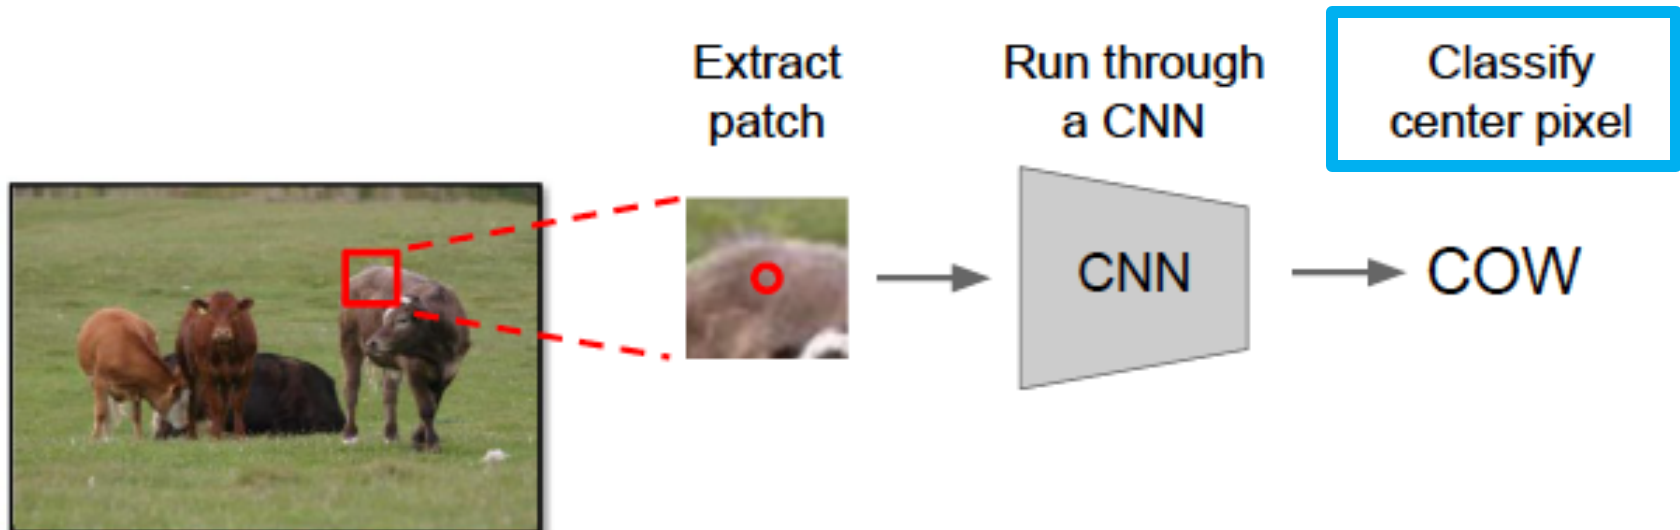 Extract
patch
Run through
a CNN
Classify
center pixel
CNN
COW